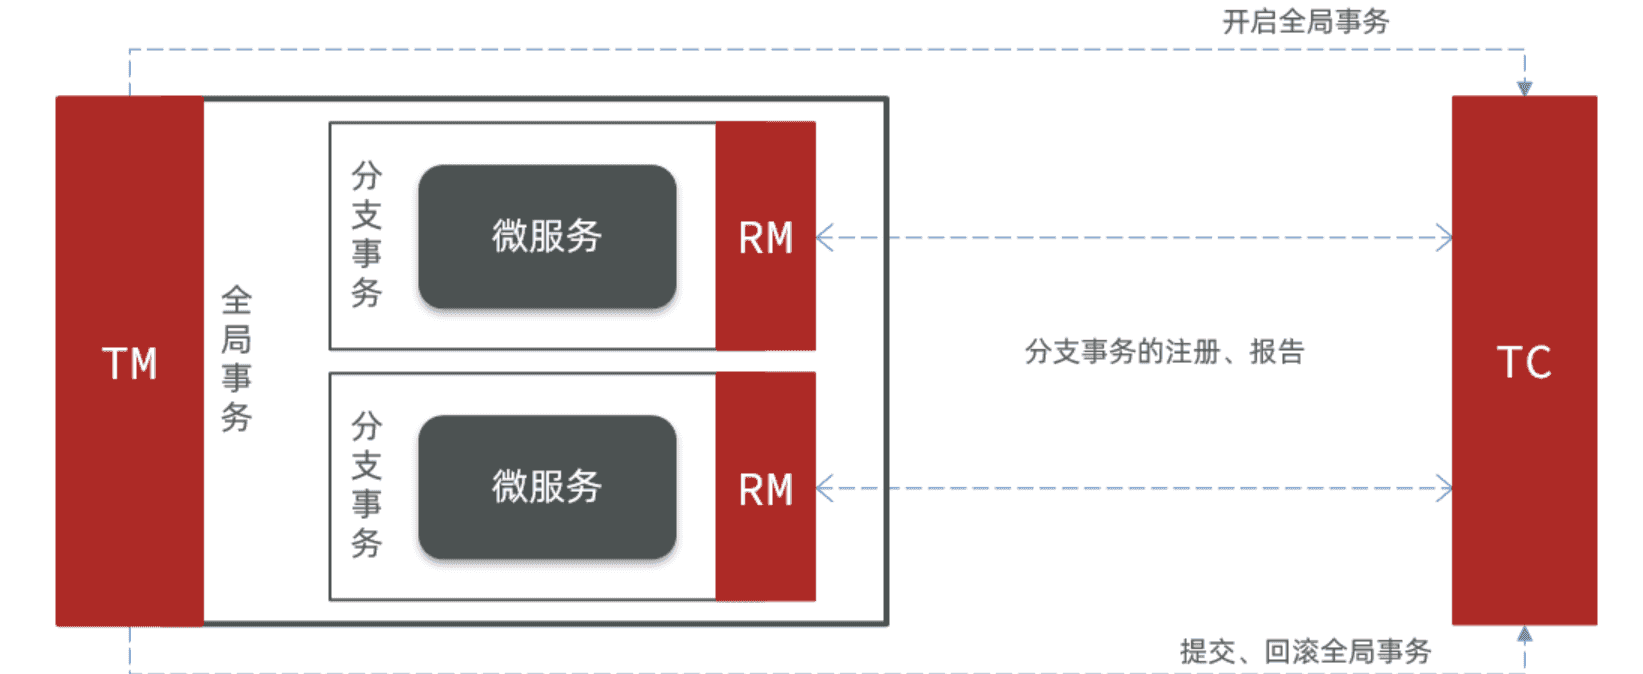 开启全局事务
TM
全局事务
分支事务
微服务
RM
分支事务
微服务
RM
分支事务的注册、报告
TC
提交、回滚全局事务